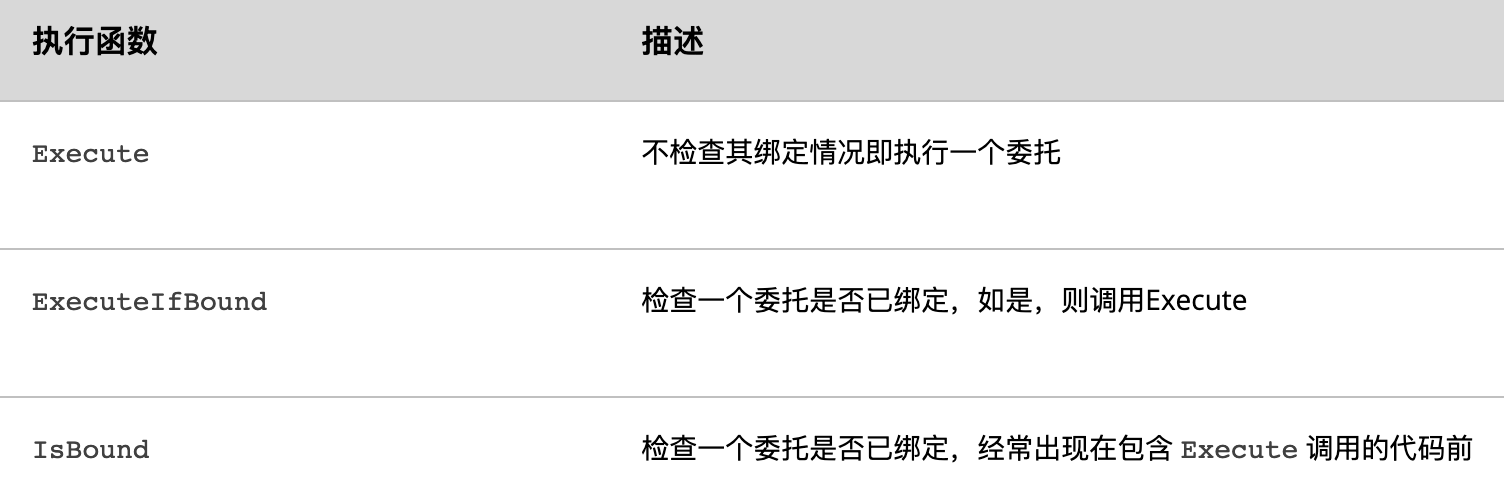 执行函数 描述
Execute 不检查其绑定情况即执行一个委托
ExecuteIfBound 检查一个委托是否已绑定，如是，则调用Execute
IsBound 检查一个委托是否已绑定，经常出现在包含 Execute 调用的代码前